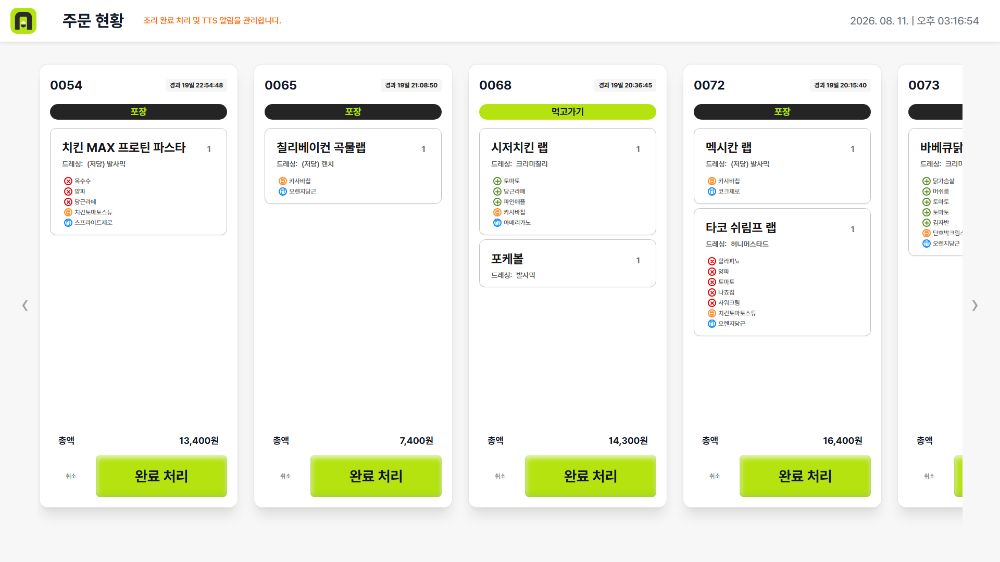 주문 현황
조리 완료 처리 및 TTS 알림을 관리합니다.
2026. 08. 11. | 오후 03:16:54
0054
경과 19일 22:54:48
포장
치킨 MAX 프로틴 파스타 1
드레싱: (저당) 발사믹
옥수수
양파
당근라페
치킨토마토스튜
스프라이트제로
총액 13,400원
취소
완료 처리
0065
경과 19일 21:08:50
포장
칠리베이컨 곡물랩 1
드레싱: (저당) 랜치
카사바칩
오렌지당근
총액 7,400원
취소
완료 처리
0068
경과 19일 20:36:45
먹고가기
시저치킨 랩 1
드레싱: 크리미칠리
토마토
당근라페
파인애플
카사바칩
아메리카노
포케볼 1
드레싱: 발사믹
총액 14,300원
취소
완료 처리
0072
경과 19일 20:15:40
포장
멕시칸 랩 1
드레싱: (저당) 발사믹
카사바칩
코크제로
타코 쉬림프 랩 1
드레싱: 허니머스타드
할라피뇨
양파
토마토
나쵸칩
사워크림
치킨토마토스튜
오렌지당근
총액 16,400원
취소
완료 처리
0073
바베큐닭
드레싱: 크리미
닭가슴살
머쉬룸
토마토
토마토
김자반
단호박크림스
오렌지당근
총액
취소